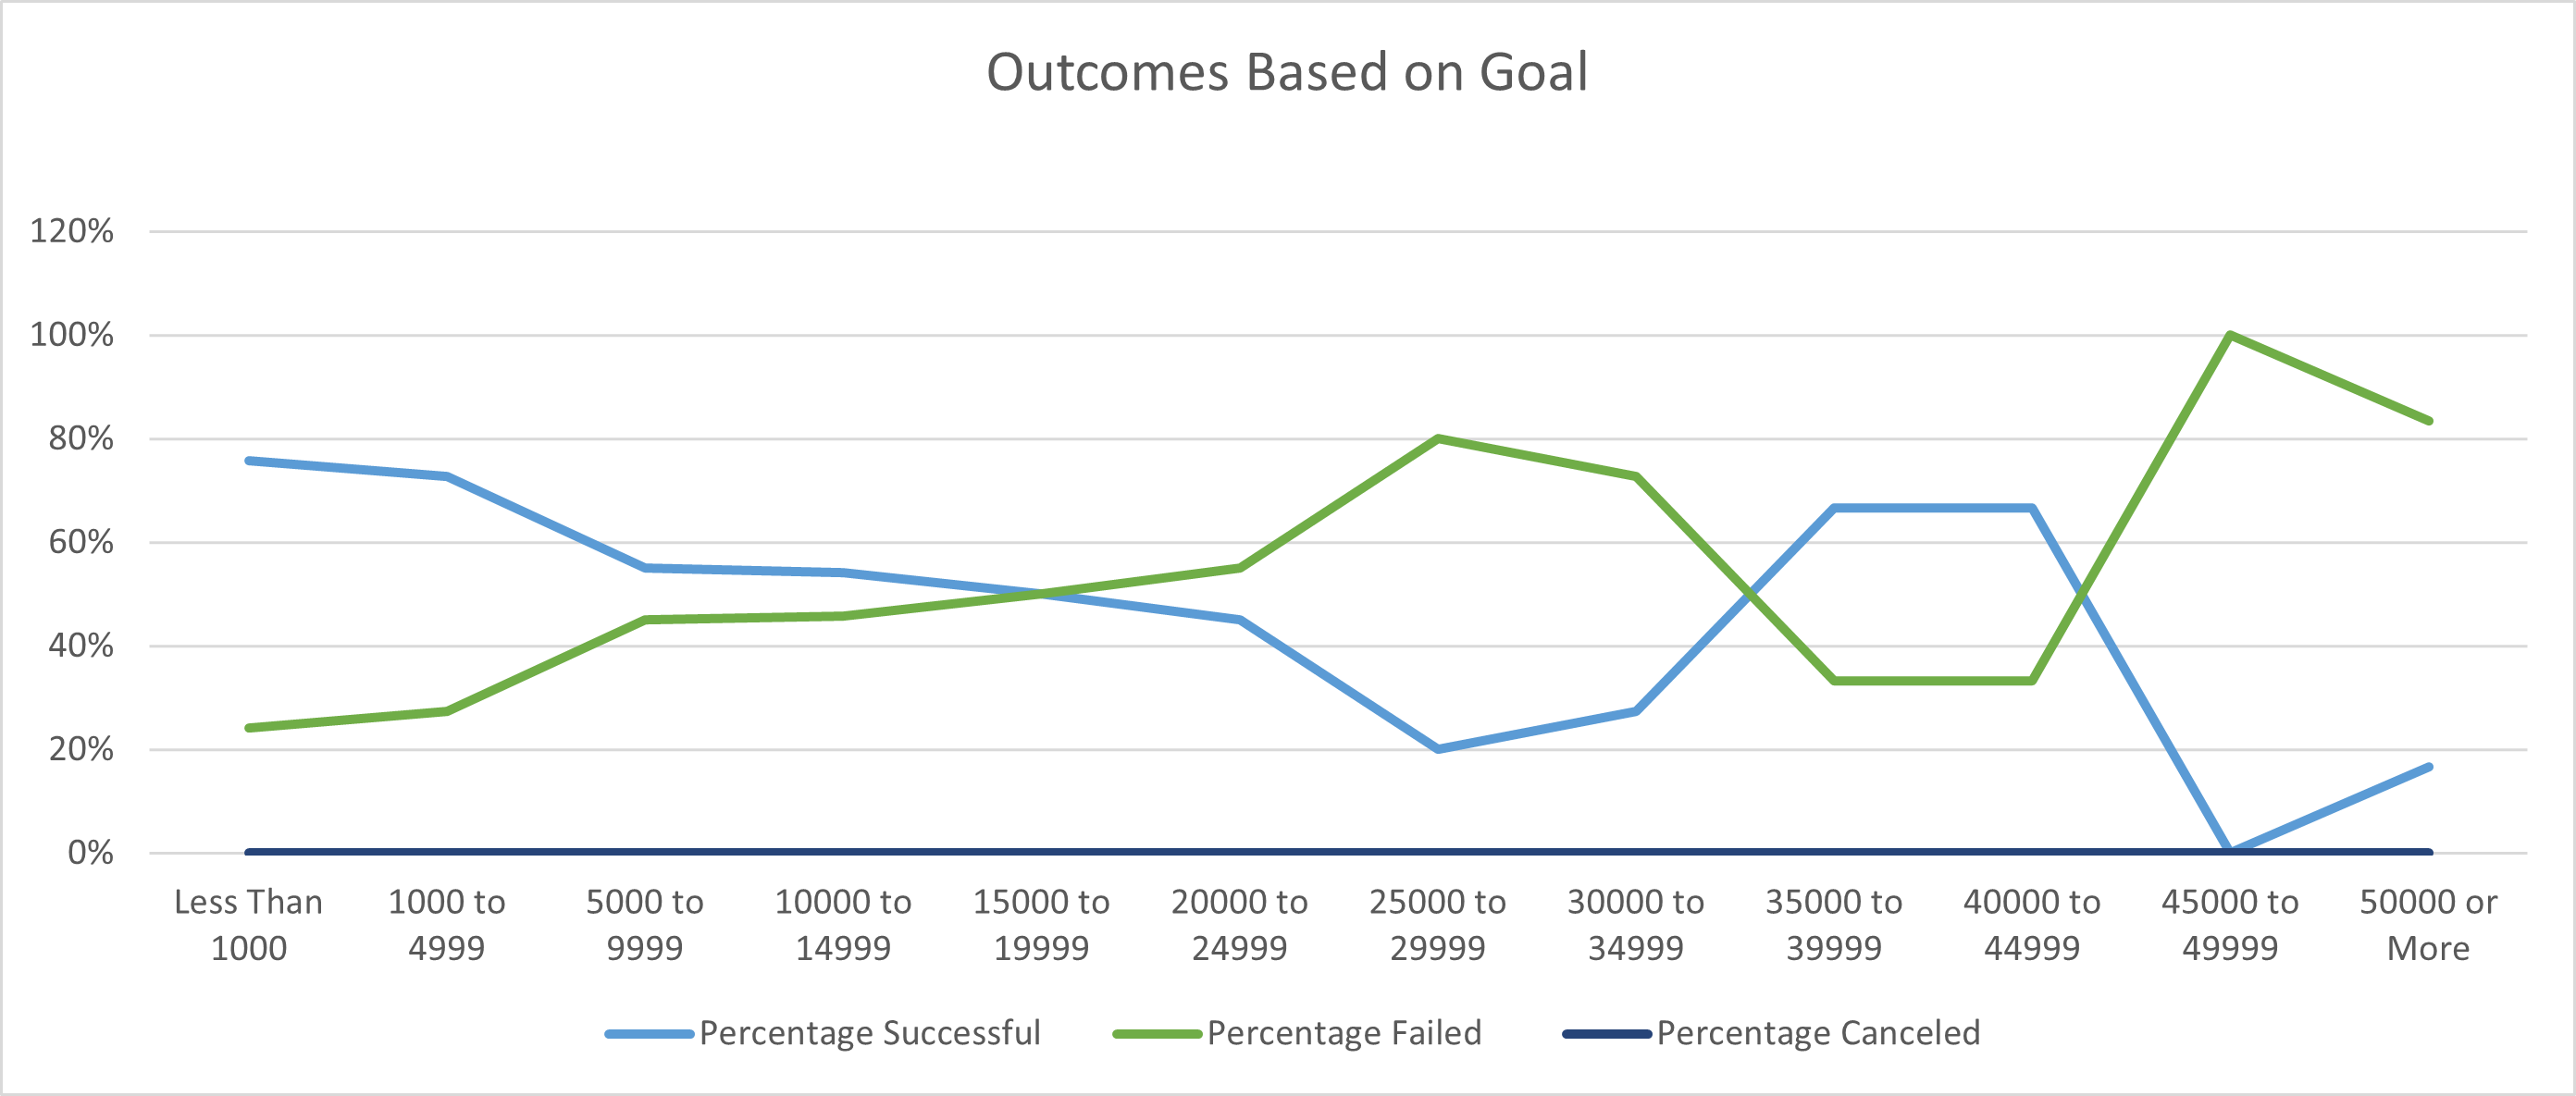 Outcomes Based on Goal
120%
100%
80%
60%
40%
20%
0%
Less Than 1000 to 5000 to 10000 to 15000 to 20000 to 25000 to 30000 to 35000 to 40000 to 45000 to 50000 or
1000 4999 9999 14999 19999 24999 29999 34999 39999 44999 49999 More
Percentage Successful Percentage Failed Percentage Canceled